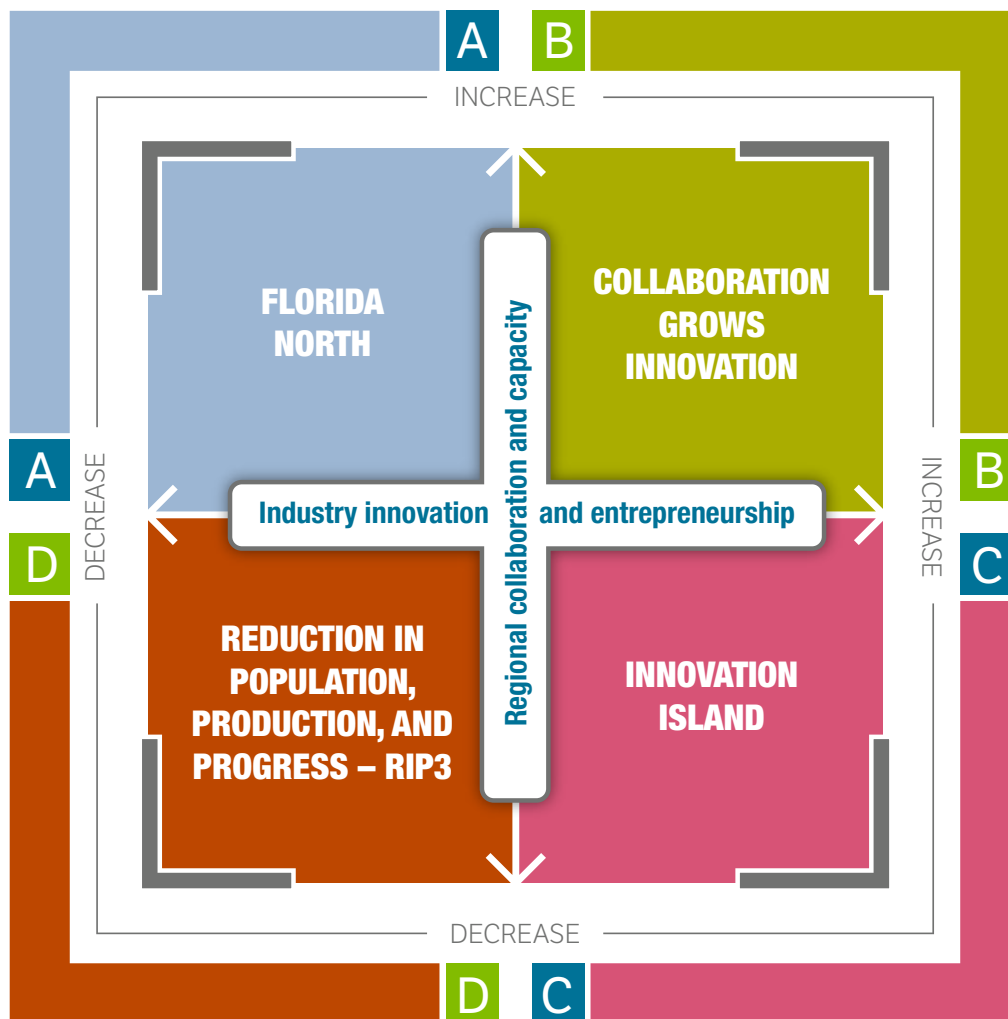 A
B
INCREASE
FLORIDA
NORTH
COLLABORATION
GROWS
INNOVATION
A
DECREASE
Regional collaboration and capacity
Industry innovation and entrepreneurship
INCREASE
B
D
C
REDUCTION IN
POPULATION,
PRODUCTION, AND
PROGRESS – RIP3
INNOVATION
ISLAND
DECREASE
D
C